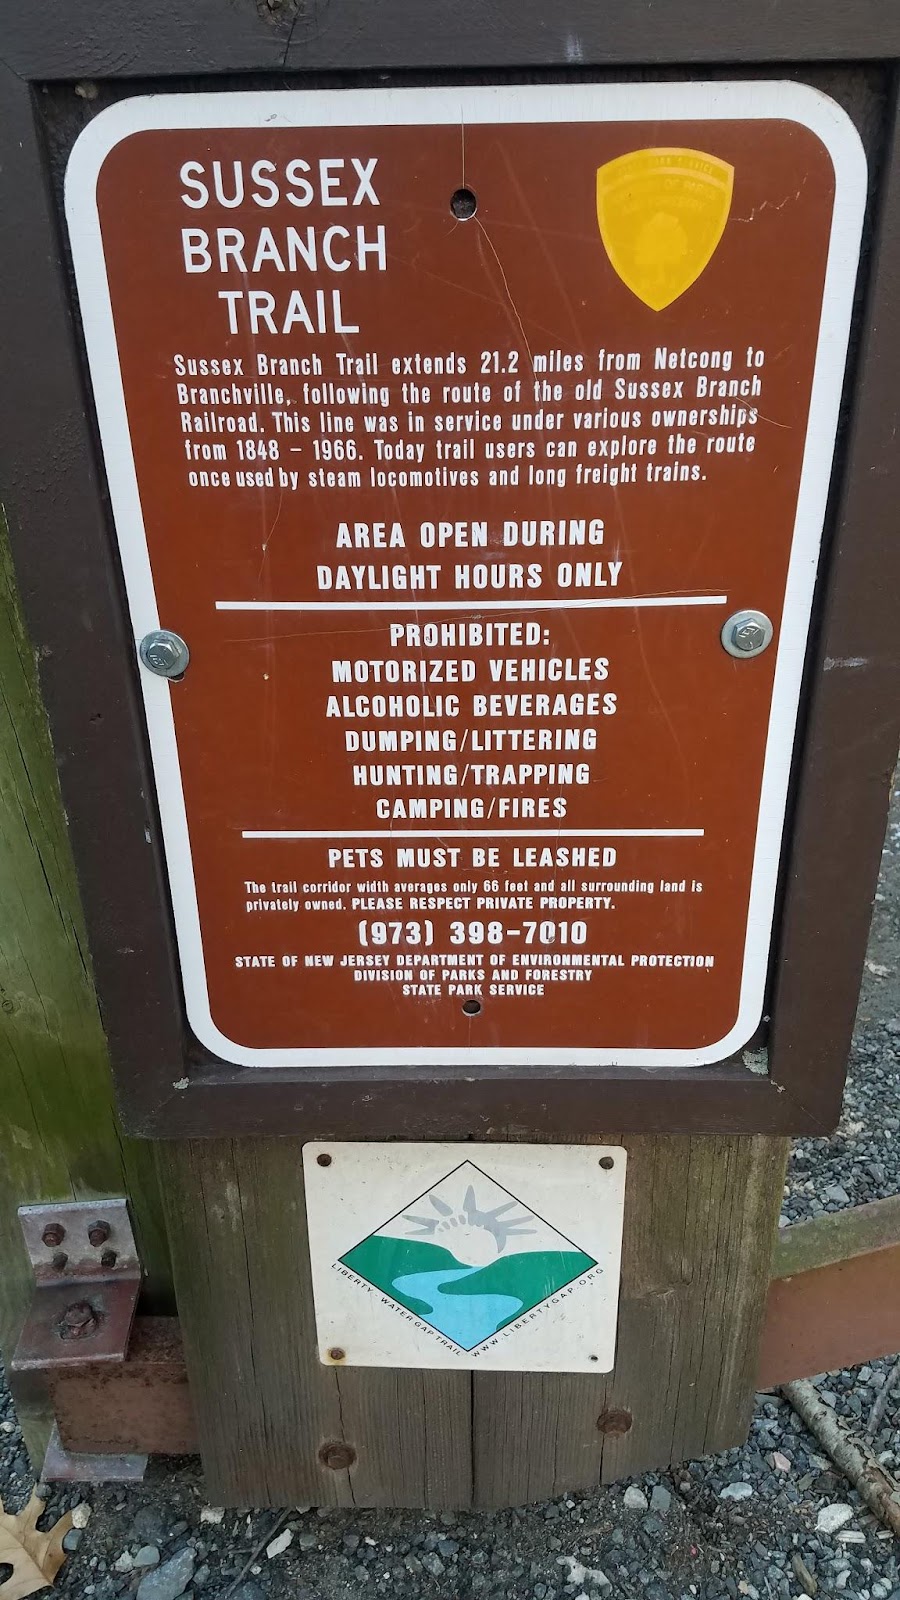 SUSSEX
BRANCH
TRAIL
Sussex Branch Trail extends 21.2 miles from Netcong to
Branchville, following the route of the old Sussex Branch
Railroad. This line was in service under various ownerships
from 1848 - 1966. Today trail users can explore the route
once used by steam locomotives and long freight trains.
AREA OPEN DURING
DAYLIGHT HOURS ONLY
PROHIBITED:
MOTORIZED VEHICLES
ALCOHOLIC BEVERAGES
DUMPING/LITTERING
HUNTING/TRAPPING
CAMPING/FIRES
PETS MUST BE LEASHED
The trail corridor width averages only 66 feet and all surrounding land is
privately owned. PLEASE RESPECT PRIVATE PROPERTY.
(973) 398-7010
STATE OF NEW JERSEY DEPARTMENT OF ENVIRONMENTAL PROTECTION
DIVISION OF PARKS AND FORESTRY
STATE PARK SERVICE
LIBERTY - WATER GAP TRAIL
WWW.LIBERTYGAP.ORG